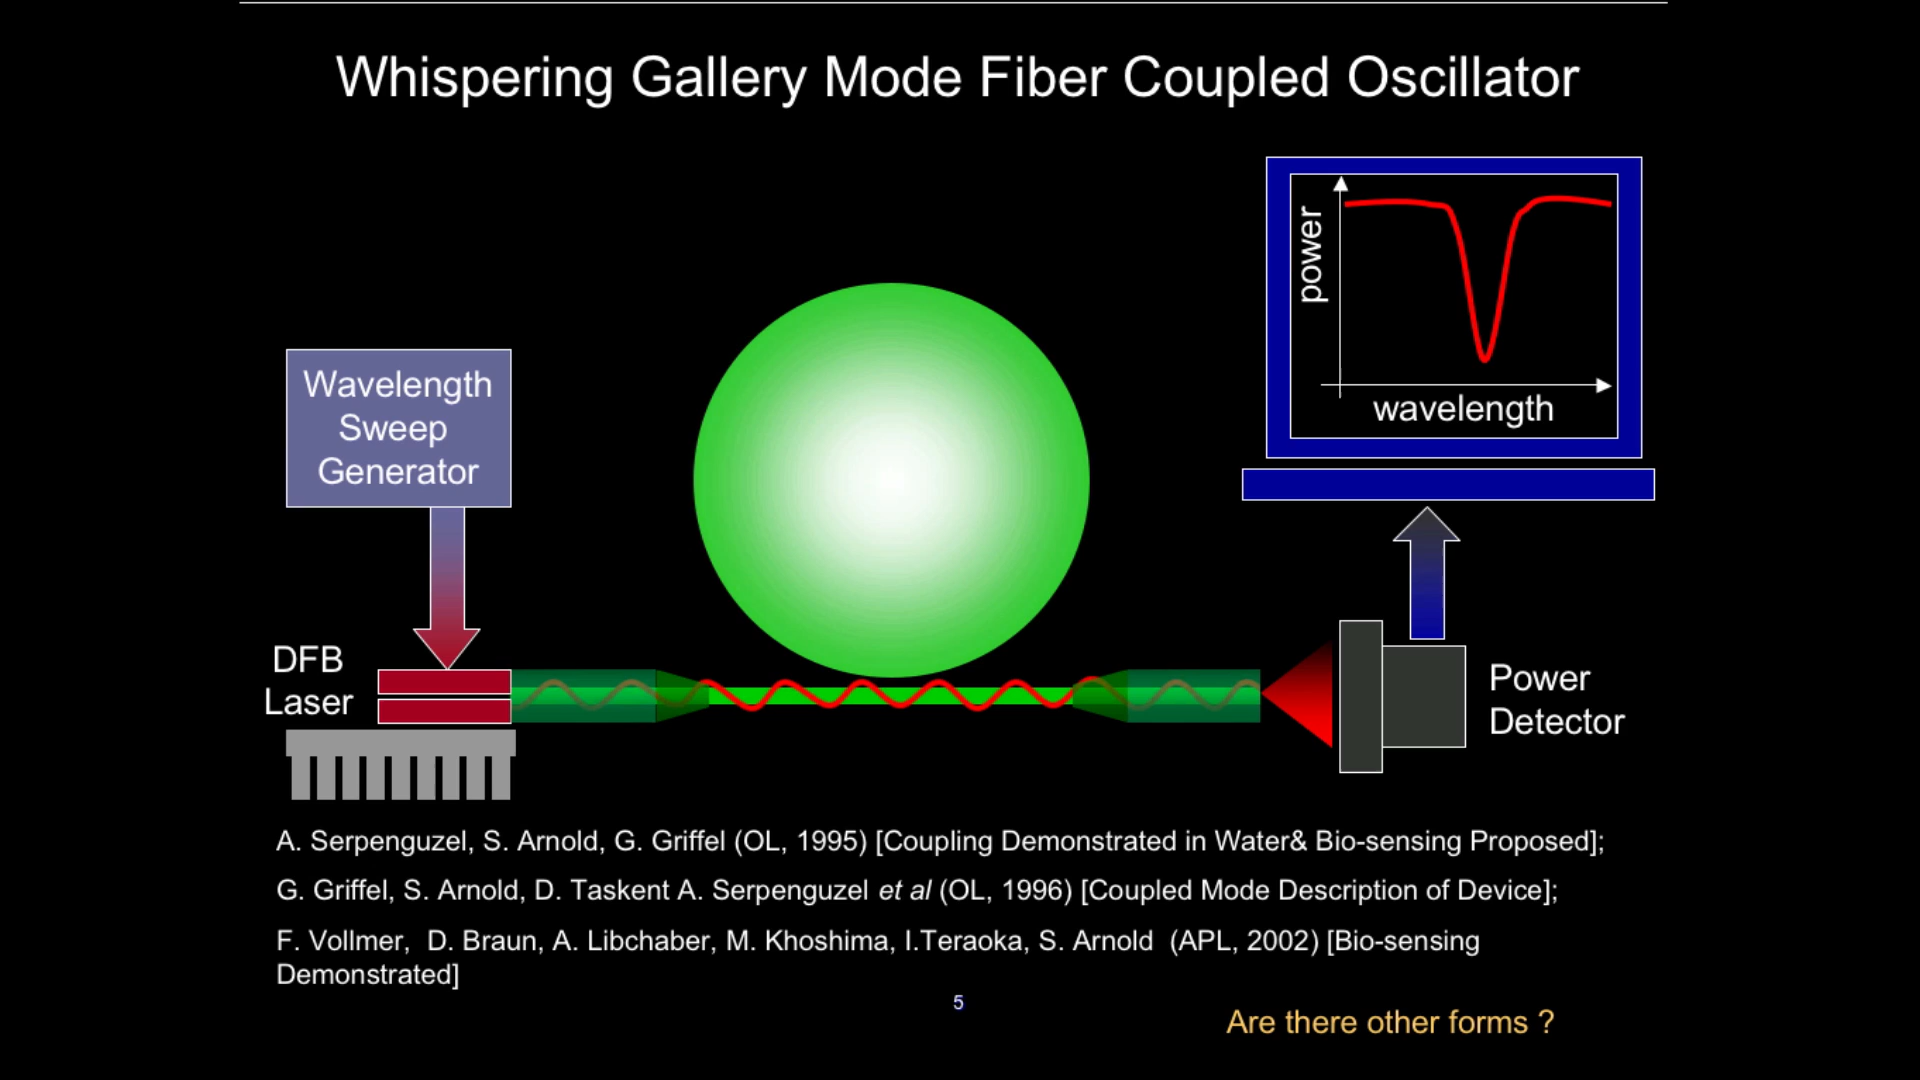 Whispering Gallery Mode Fiber Coupled Oscillator
power
wavelength
Wavelength
Sweep
Generator
DFB
Laser
Power
Detector
A. Serpenguzel, S. Arnold, G. Griffel (OL, 1995) [Coupling Demonstrated in Water& Bio-sensing Proposed];
G. Griffel, S. Arnold, D. Taskent A. Serpenguzel et al (OL, 1996) [Coupled Mode Description of Device];
F. Vollmer, D. Braun, A. Libchaber, M. Khoshima, I.Teraoka, S. Arnold (APL, 2002) [Bio-sensing
Demonstrated]
5
Are there other forms ?